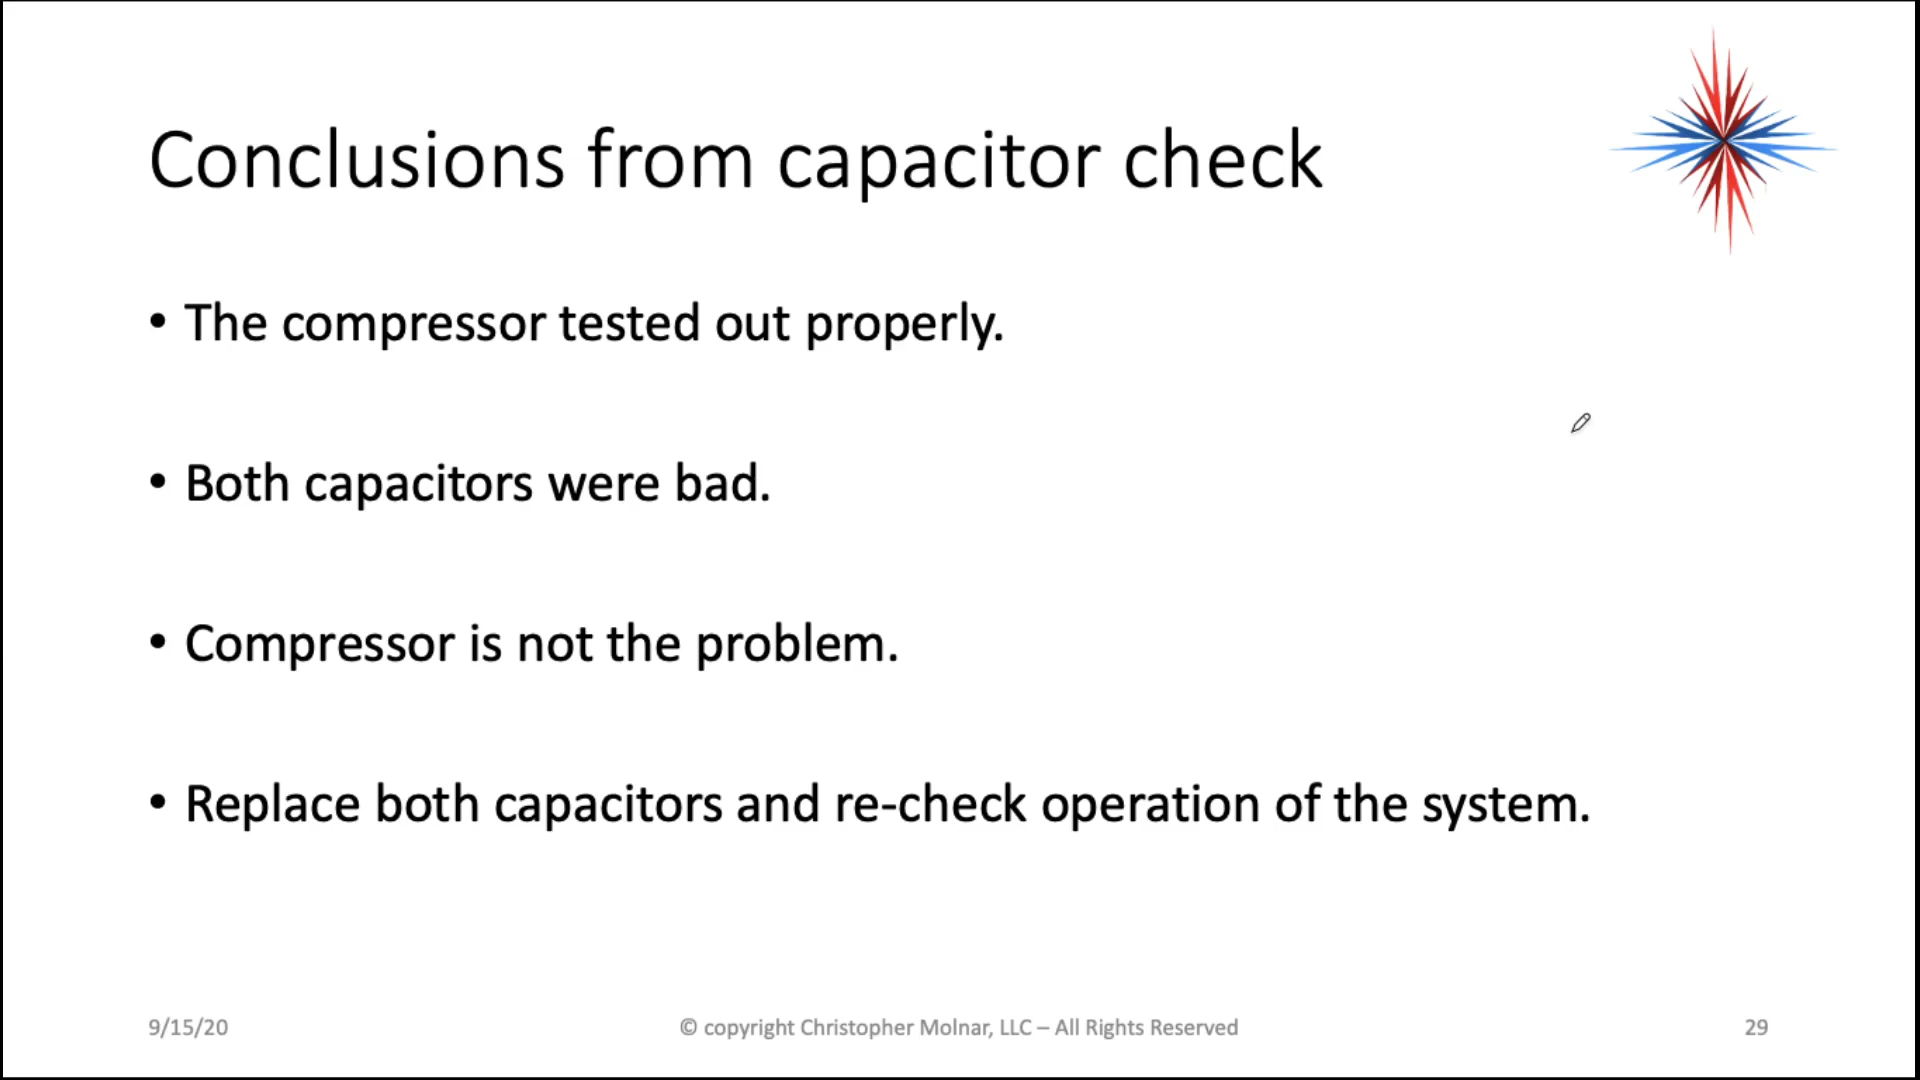 Conclusions from capacitor check
• The compressor tested out properly.
• Both capacitors were bad.
• Compressor is not the problem.
• Replace both capacitors and re-check operation of the system.
9/15/20
© copyright Christopher Molnar, LLC – All Rights Reserved
29